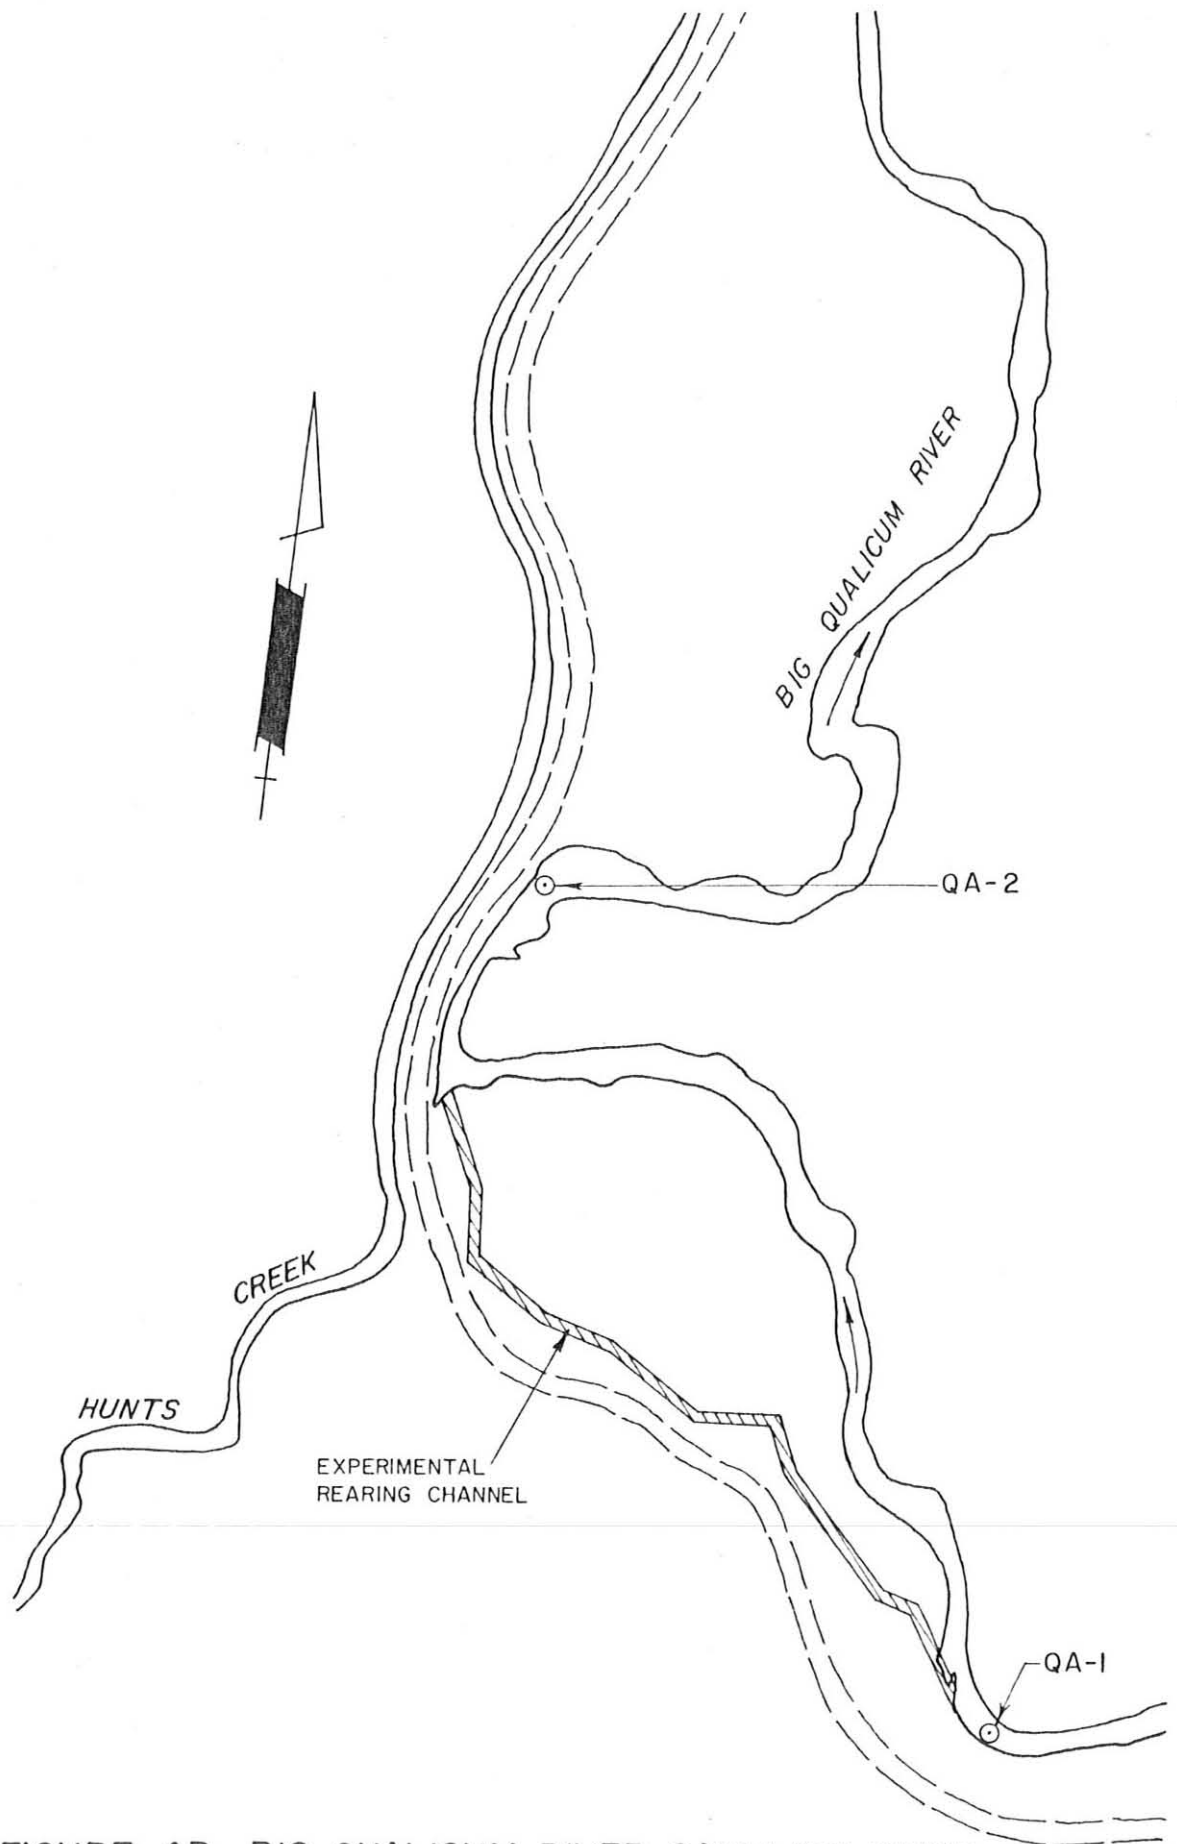 BIG QUALICUM RIVER
QA-2
CREEK
HUNTS
EXPERIMENTAL
REARING CHANNEL
QA-1